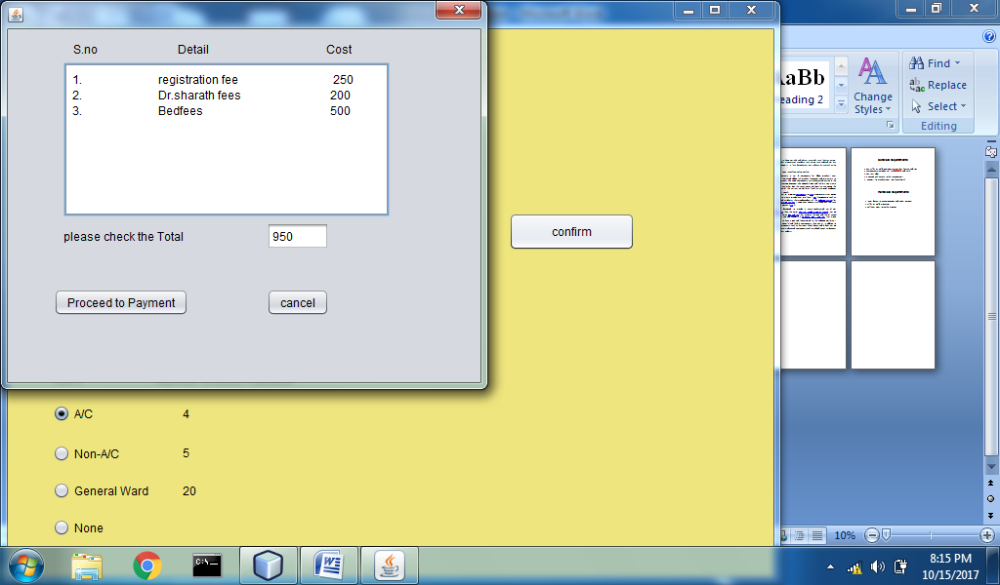 S.no Detail Cost
1. registration fee 250
2. Dr.sharath fees 200
3. Bedfees 500
please check the Total 950
Proceed to Payment cancel
confirm
A/C 4
Non-A/C 5
General Ward 20
None
AaBb
eading 2
Change
Styles
Find
Replace
Select
Editing
10%
8:15 PM
10/15/2017